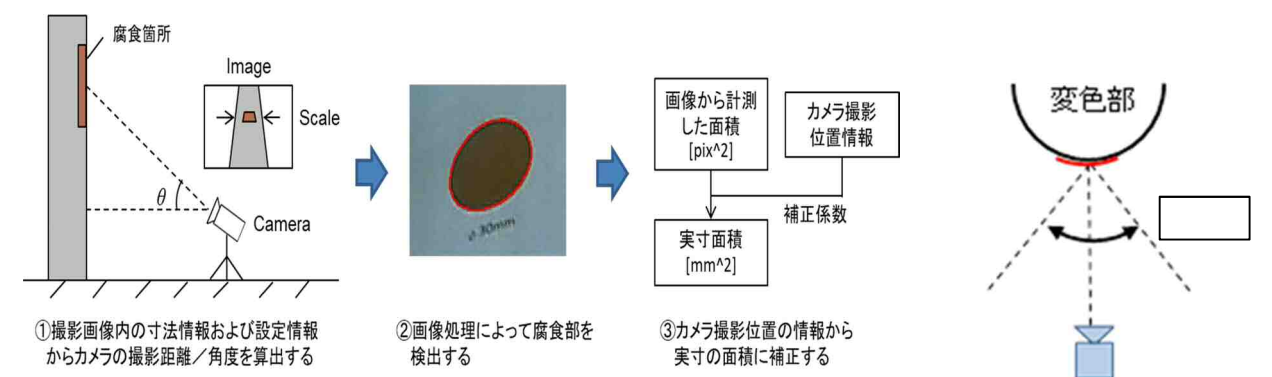 腐食箇所
Image
Scale
θ
Camera
①撮影画像内の寸法情報および設定情報
からカメラの撮影距離／角度を算出する
φ30mm
②画像処理によって腐食部を
検出する
画像から計測
した面積
[pix^2]
カメラ撮影
位置情報
補正係数
実寸面積
[mm^2]
③カメラ撮影位置の情報から
実寸の面積に補正する
変色部